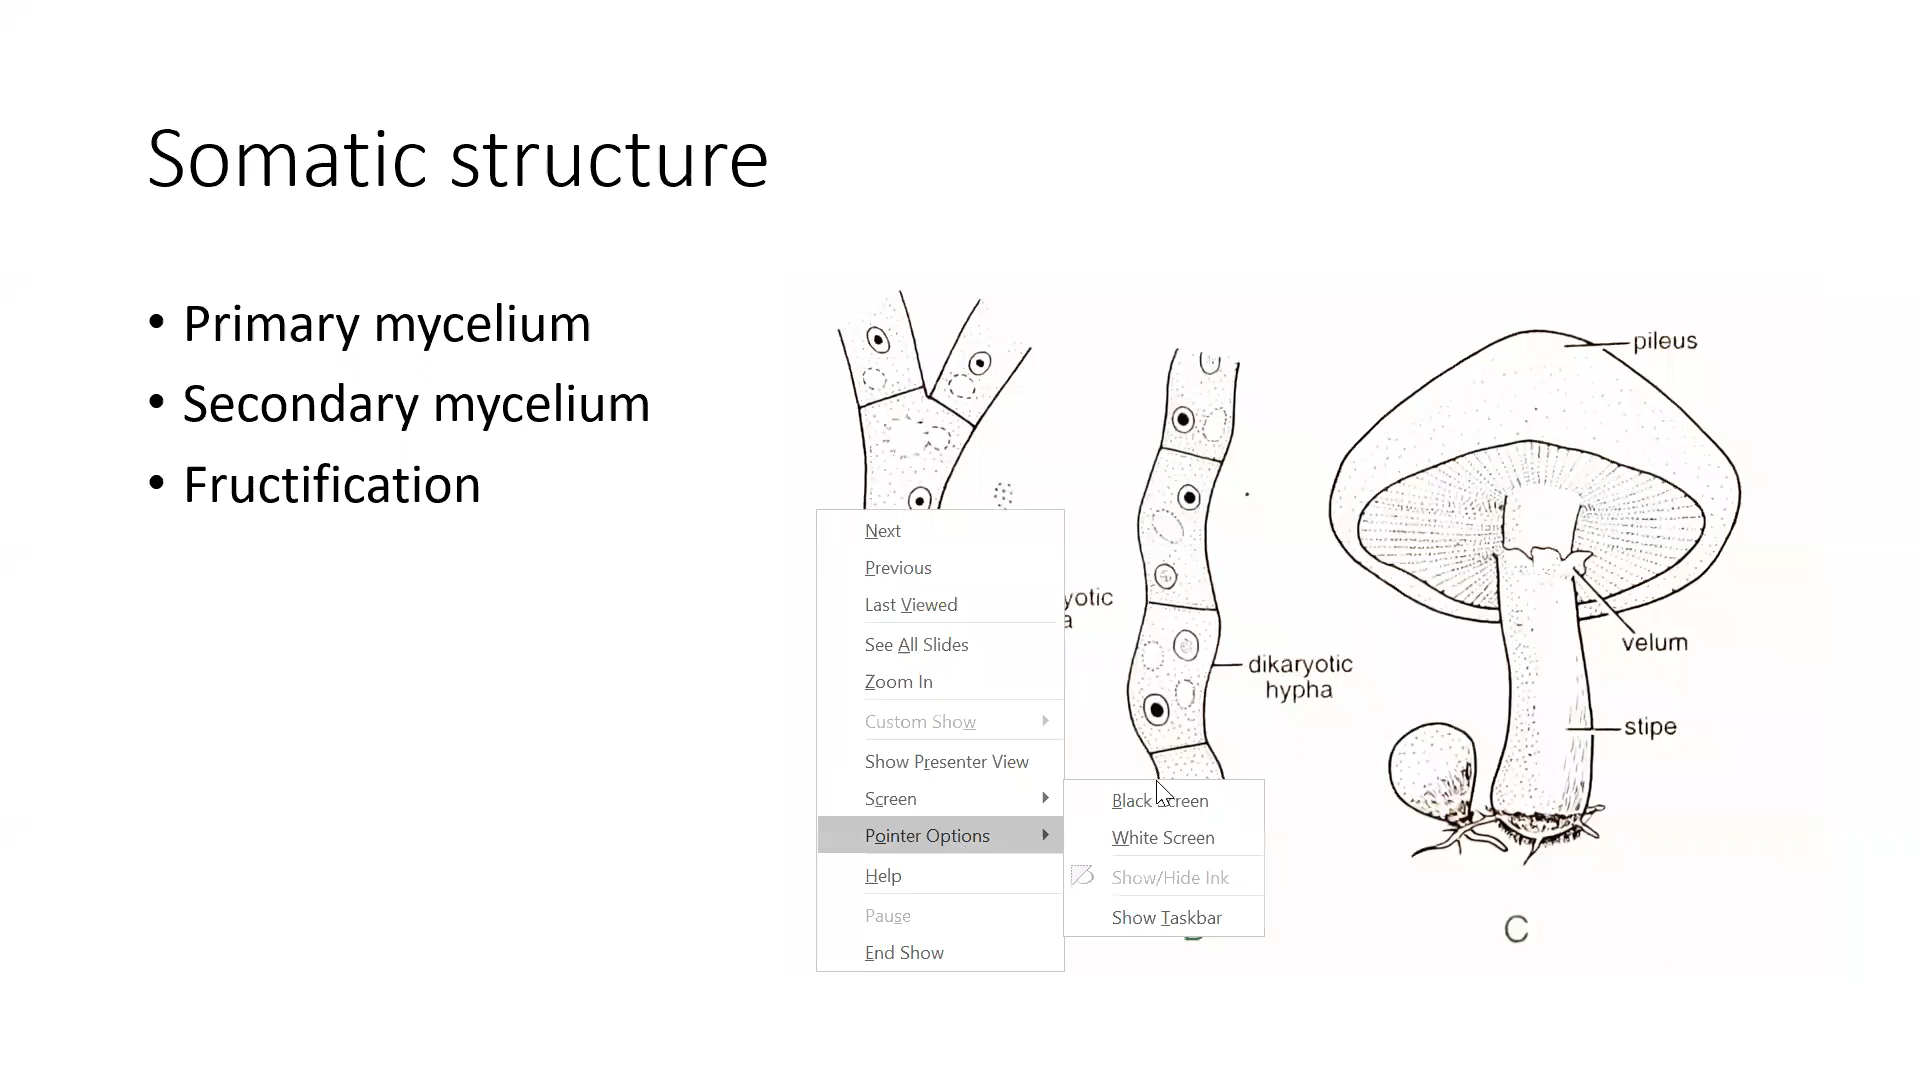 Somatic structure
• Primary mycelium
• Secondary mycelium
• Fructification
pileus
velum
stipe
dikaryotic
hypha
C
Next
Previous
Last Viewed
See All Slides
Zoom In
Custom Show
Show Presenter View
Screen
Pointer Options
Help
Pause
End Show
Black Screen
White Screen
Show/Hide Ink
Show Taskbar